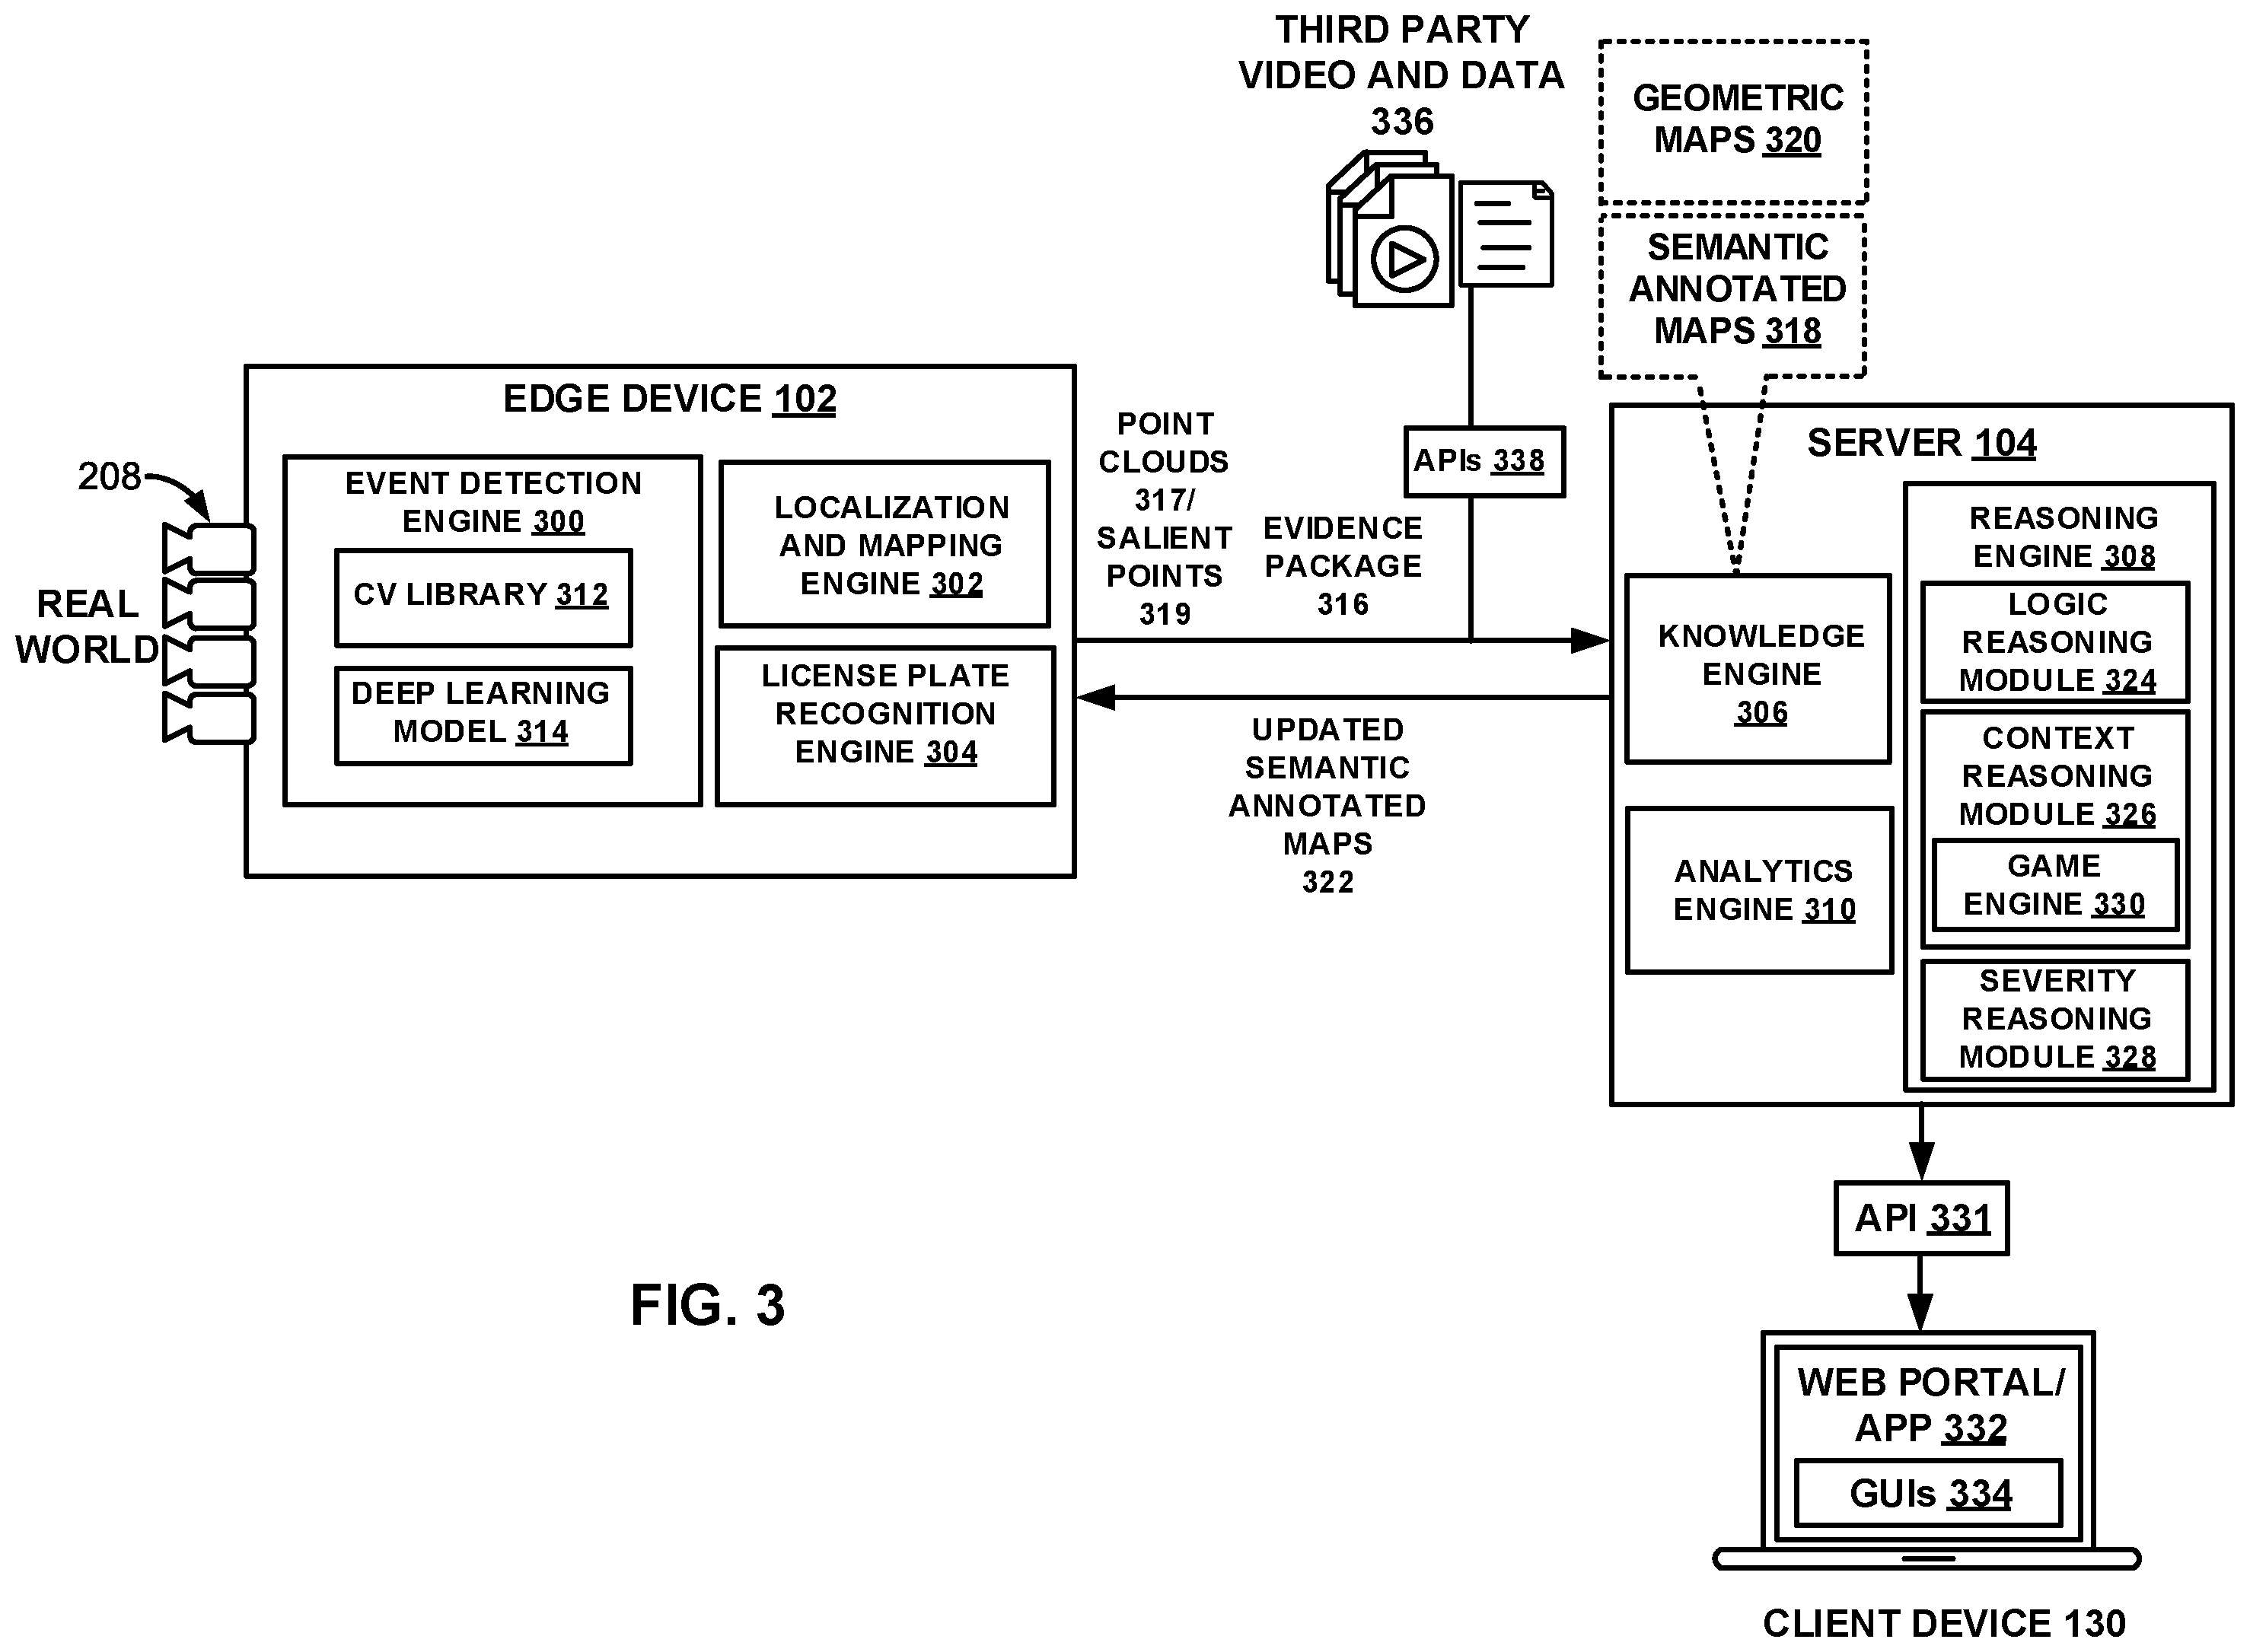 THIRD PARTY
VIDEO AND DATA
336
GEOMETRIC
MAPS 320
SEMANTIC
ANNOTATED
MAPS 318
208
REAL
WORLD
EDGE DEVICE 102
EVENT DETECTION
ENGINE 300
CV LIBRARY 312
DEEP LEARNING
MODEL 314
LOCALIZATION
AND MAPPING
ENGINE 302
LICENSE PLATE
RECOGNITION
ENGINE 304
POINT
CLOUDS
317/
SALIENT
POINTS
319
EVIDENCE
PACKAGE
316
APIs 338
UPDATED
SEMANTIC
ANNOTATED
MAPS
322
SERVER 104
KNOWLEDGE
ENGINE
306
ANALYTICS
ENGINE 310
REASONING
ENGINE 308
LOGIC
REASONING
MODULE 324
CONTEXT
REASONING
MODULE 326
GAME
ENGINE 330
SEVERITY
REASONING
MODULE 328
API 331
WEB PORTAL/
APP 332
GUIs 334
CLIENT DEVICE 130
FIG. 3